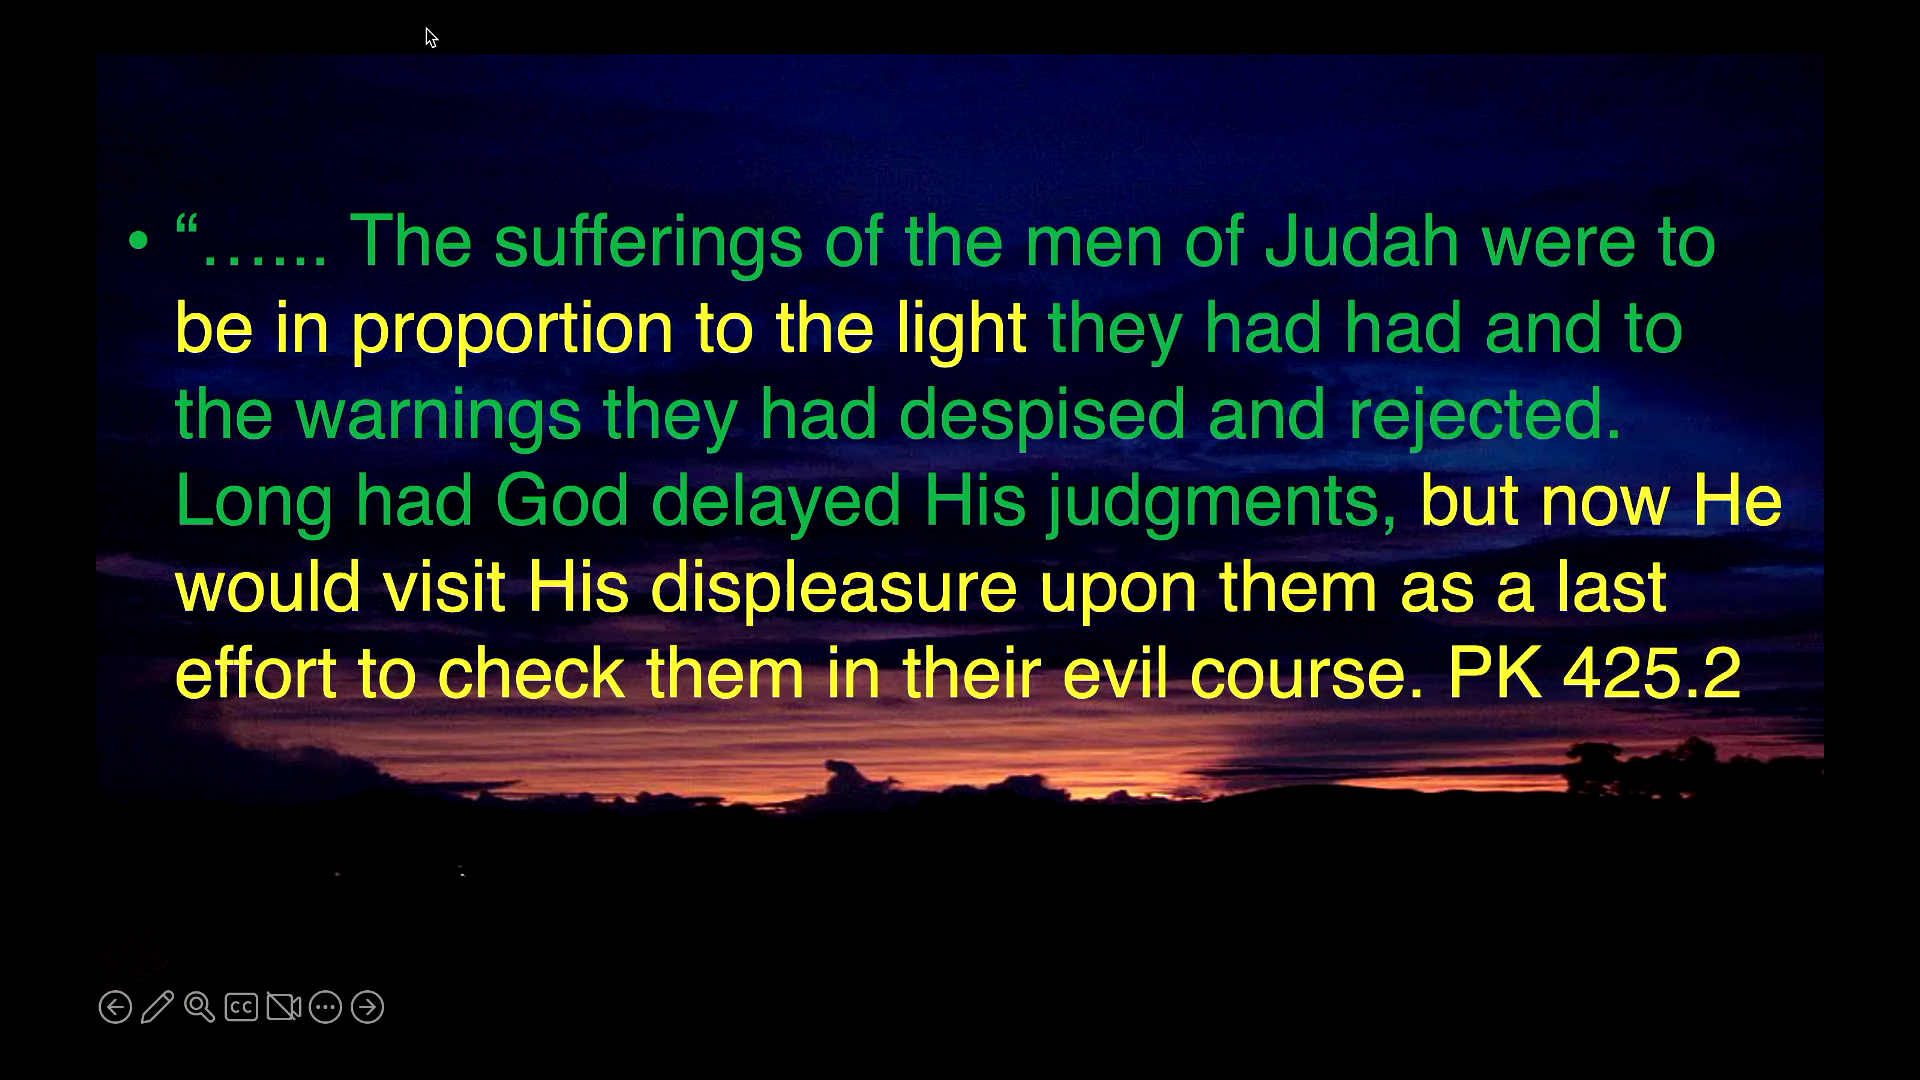 • “…... The sufferings of the men of Judah were to
be in proportion to the light they had had and to
the warnings they had despised and rejected.
Long had God delayed His judgments, but now He
would visit His displeasure upon them as a last
effort to check them in their evil course. PK 425.2
CC